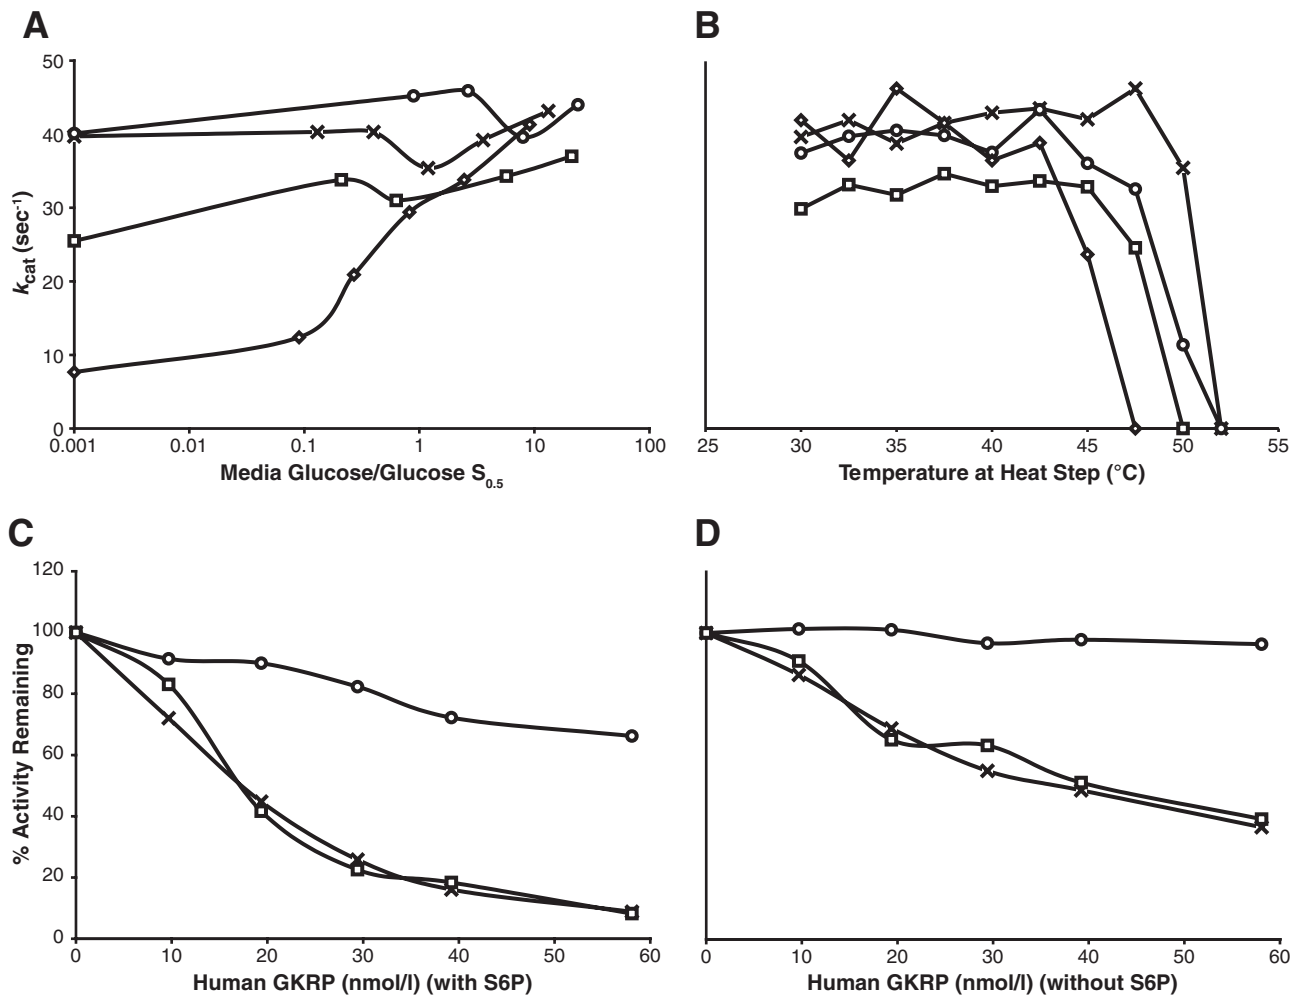 A
B
50
40
30
20
10
0
k cat (sec-1)
0.001 0.01 0.1 1 10 100
Media Glucose/Glucose S0.5
25 30 35 40 45 50 55
Temperature at Heat Step (°C)
C
D
120
100
80
60
40
20
0
% Activity Remaining
0 10 20 30 40 50 60
Human GKRP (nmol/l) (with S6P)
0 10 20 30 40 50 60
Human GKRP (nmol/l) (without S6P)